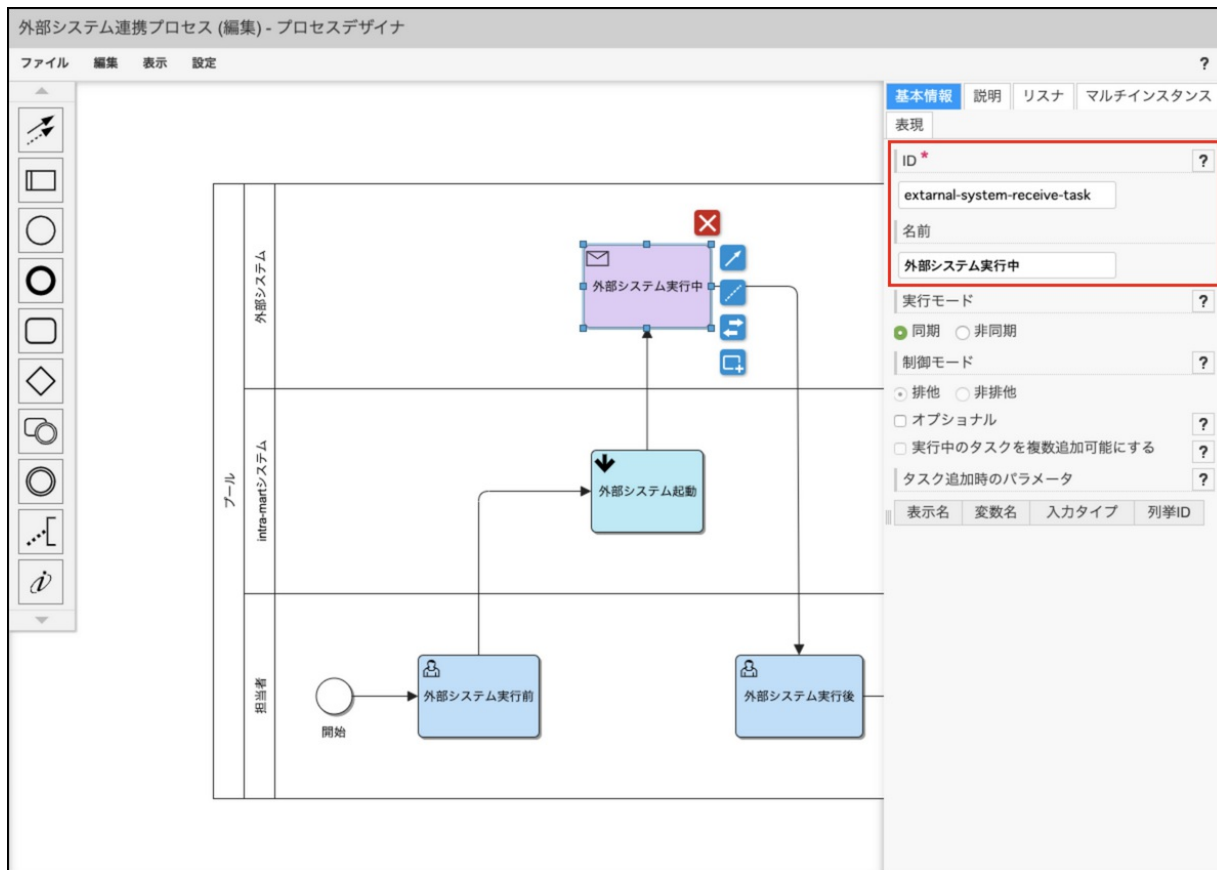 外部システム連携プロセス (編集) - プロセスデザイナ
ファイル 編集 表示 設定 ?
基本情報 説明 リスナ マルチインスタンス
表現
ID * ?
extarnal-system-receive-task
名前
外部システム実行中
実行モード ?
同期 非同期
制御モード ?
排他 非排他
オプショナル ?
実行中のタスクを複数追加可能にする ?
タスク追加時のパラメータ ?
表示名 変数名 入力タイプ 列挙ID
プール
外部システム
外部システム実行中
intra-martシステム
外部システム起動
担当者
開始
外部システム実行前
外部システム実行後